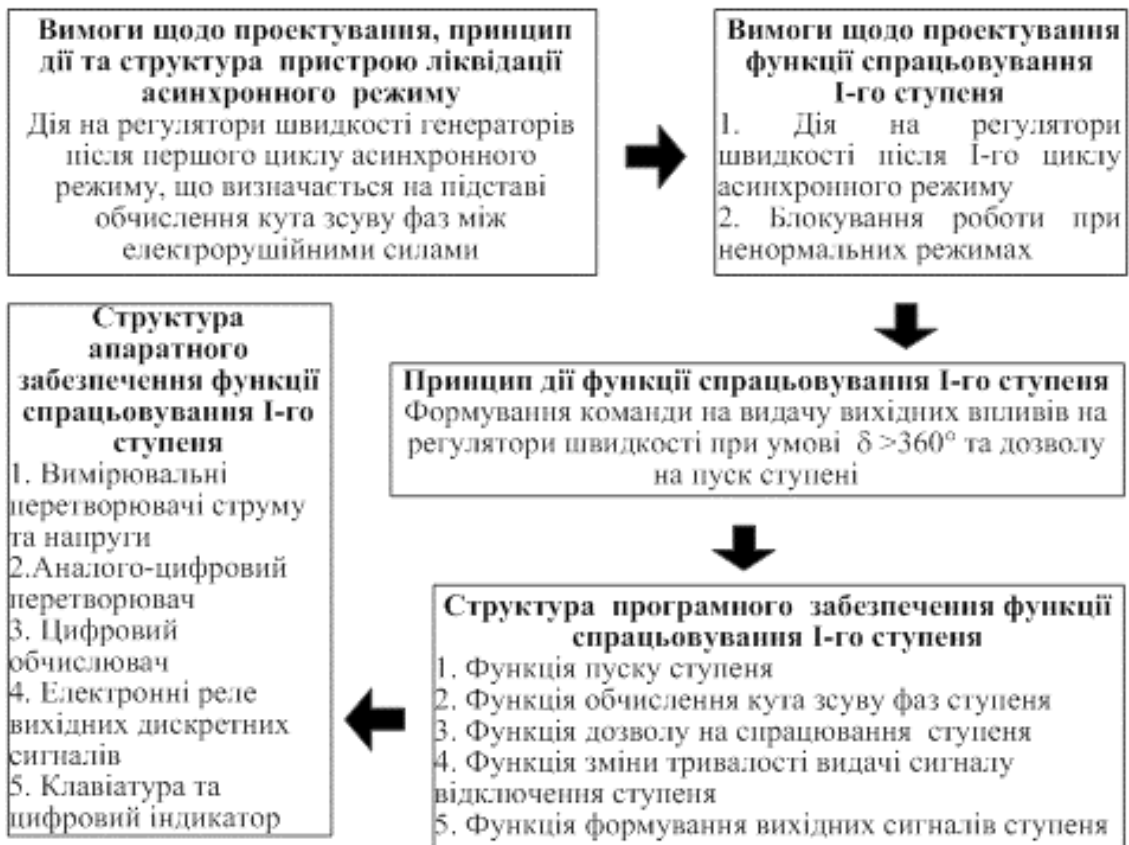 Вимоги щодо проектування, принцип
дії та структура пристрою ліквідації
асинхронного режиму
Дія на регулятори швидкості генераторів
після першого циклу асинхронного
режиму, що визначається на підставі
обчислення кута зсуву фаз між
електрорушійними силами
Вимоги щодо проектування
функції спрацьовування
І-го ступеня
1. Дія на регулятори
швидкості після І-го циклу
асинхронного режиму
2. Блокування роботи при
ненормальних режимах
Принцип дії функції спрацьовування І-го ступеня
Формування команди на видачу вихідних впливів на
регулятори швидкості при умові δ >360° та дозволу
на пуск ступені
Структура програмного забезпечення функції
спрацьовування І-го ступеня
1. Функція пуску ступеня
2. Функція обчислення кута зсуву фаз ступеня
3. Функція дозволу на спрацювання ступеня
4. Функція зміни тривалості видачі сигналу
відключення ступеня
5. Функція формування вихідних сигналів ступеня
Структура
апаратного
забезпечення функції
спрацьовування І-го
ступеня
1. Вимірювальні
перетворювачі струму
та напруги
2.Аналого-цифровий
перетворювач
3. Цифровий
обчислювач
4. Електронні реле
вихідних дискретних
сигналів
5. Клавіатура та
цифровий індикатор